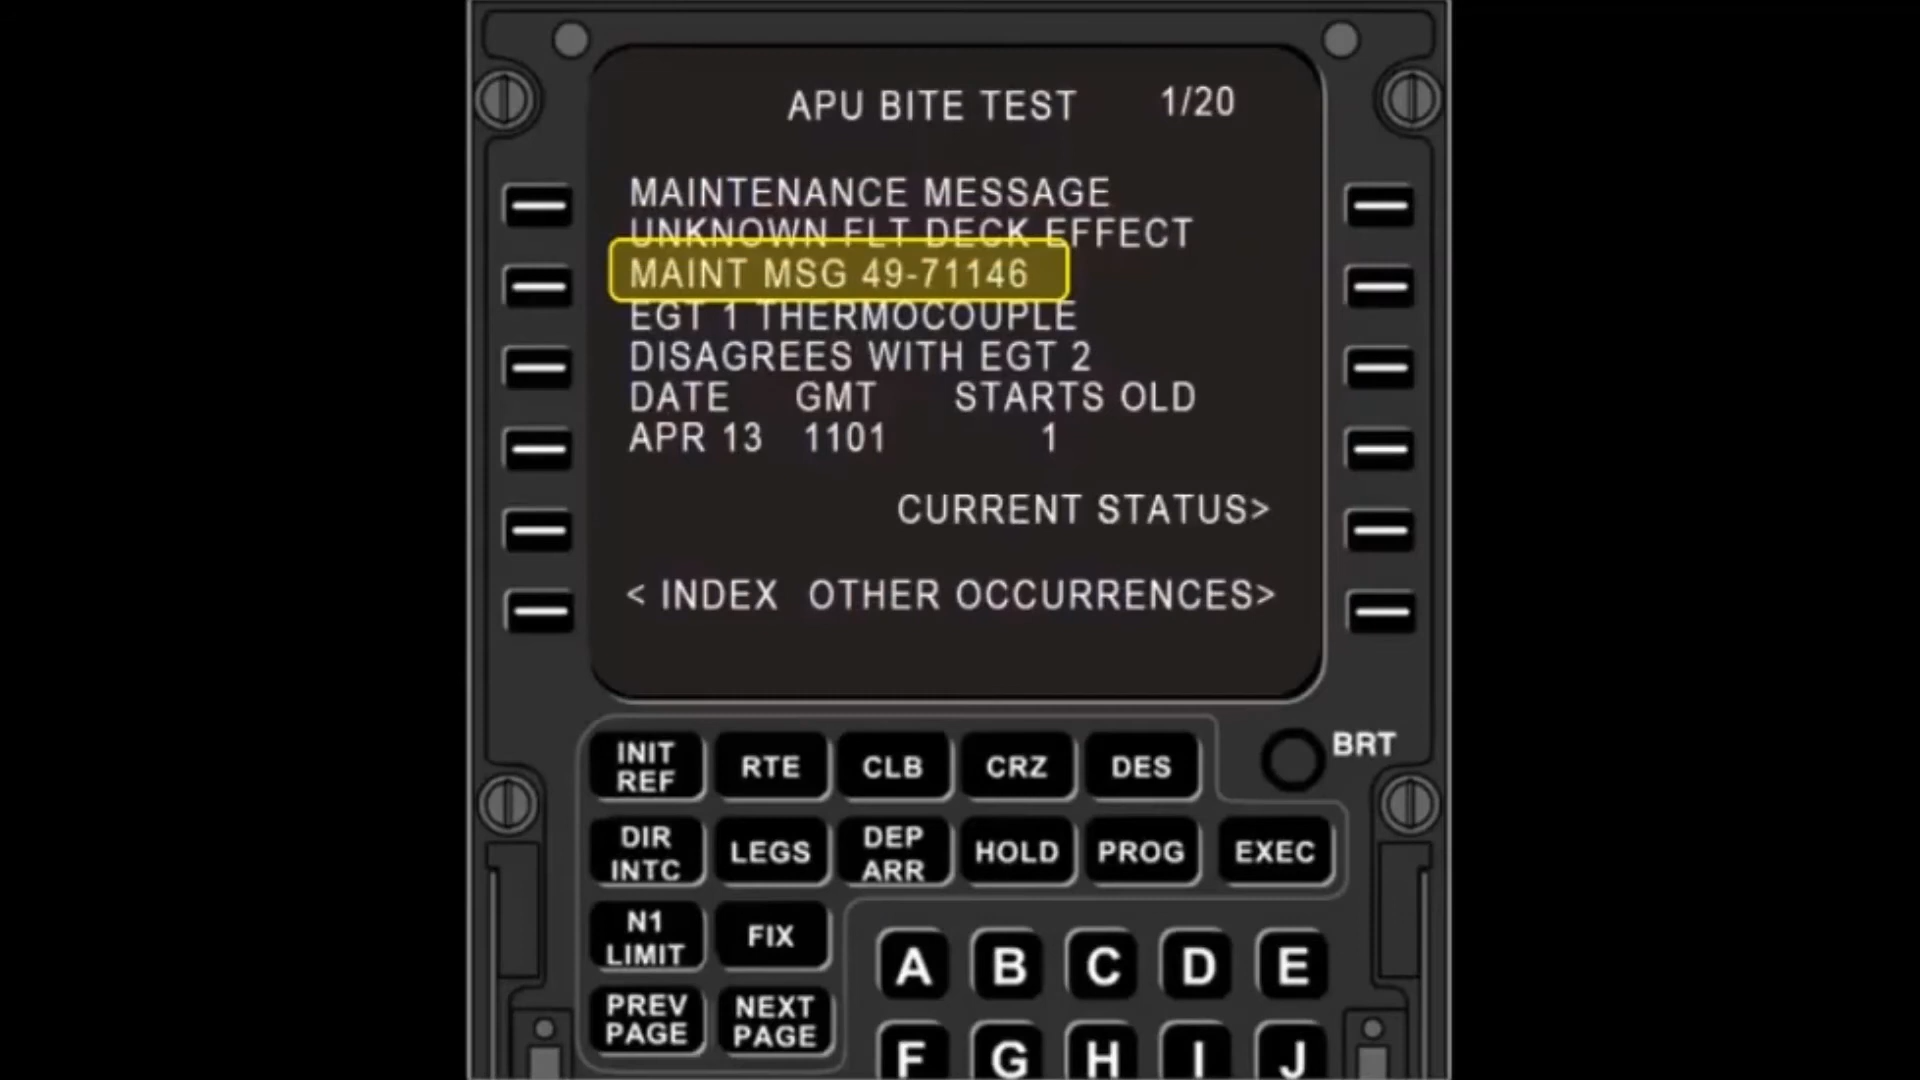 APU BITE TEST 1/20
MAINTENANCE MESSAGE
UNKNOWN FLT DECK EFFECT
MAINT MSG 49-71146
EGT 1 THERMOCOUPLE
DISAGREES WITH EGT 2
DATE GMT STARTS OLD
APR 13 1101 1
CURRENT STATUS>
< INDEX OTHER OCCURRENCES>
BRT
INIT REF
RTE
CLB
CRZ
DES
DIR INTC
LEGS
DEP ARR
HOLD
PROG
EXEC
N1 LIMIT
FIX
A B C D E
PREV PAGE
NEXT PAGE
F G H I J